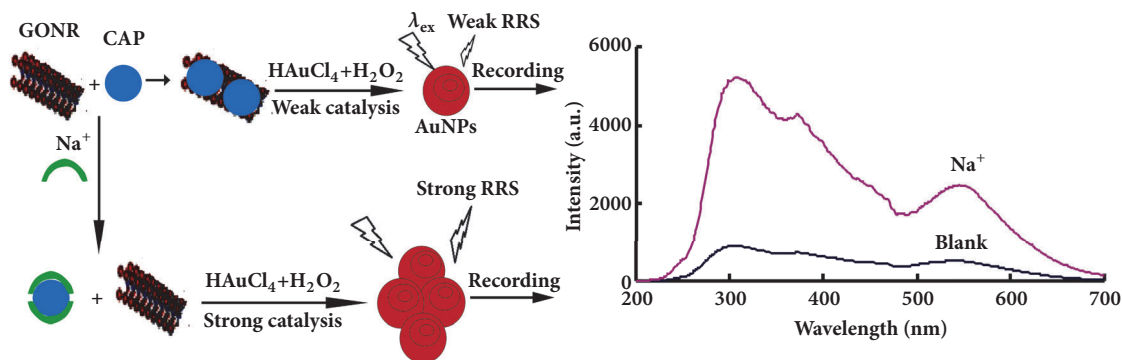 GONR
CAP
+
Na⁺
HAuCl₄+H₂O₂
Weak catalysis
λₑₓ
Weak RRS
AuNPs
Recording
+
HAuCl₄+H₂O₂
Strong catalysis
Strong RRS
Recording
Intensity (a.u.)
6000
4000
2000
0
Na⁺
Blank
200 300 400 500 600 700
Wavelength (nm)